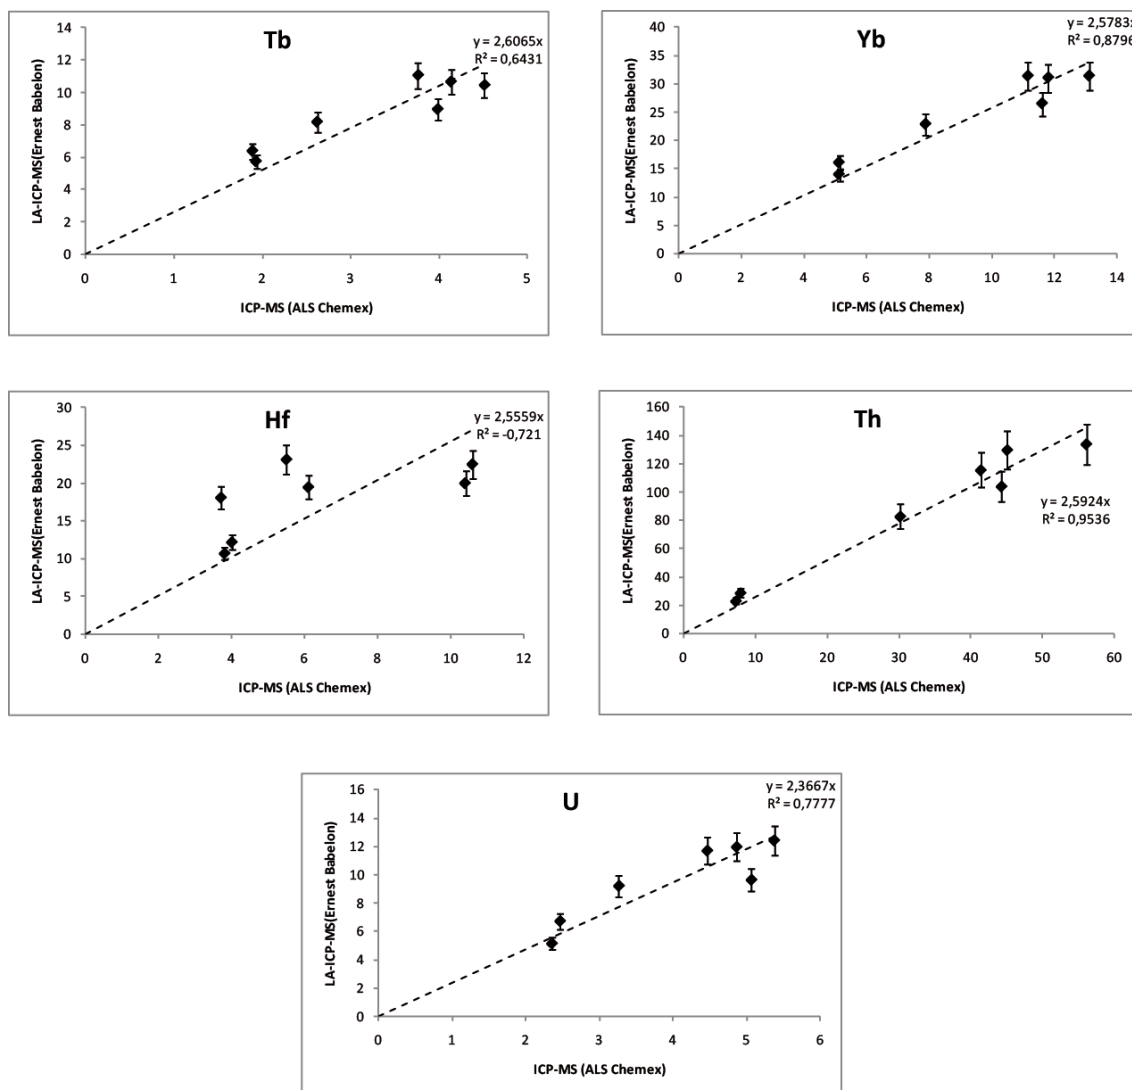 Tb
y = 2,6065x
R² = 0,6431
14
12
10
8
6
4
2
0
0 1 2 3 4 5
LA-ICP-MS(Ernest Babelon)
ICP-MS (ALS Chemex)
Yb
y = 2,5783x
R² = 0,8796
40
35
30
25
20
15
10
5
0
0 2 4 6 8 10 12 14
LA-ICP-MS(Ernest Babelon)
ICP-MS (ALS Chemex)
Hf
y = 2,5559x
R² = -0,721
30
25
20
15
10
5
0
0 2 4 6 8 10 12
LA-ICP-MS(Ernest Babelon)
ICP-MS (ALS Chemex)
Th
y = 2,5924x
R² = 0,9536
160
140
120
100
80
60
40
20
0
0 10 20 30 40 50 60
LA-ICP-MS(Ernest Babelon)
ICP-MS (ALS Chemex)
U
y = 2,3667x
R² = 0,7777
16
14
12
10
8
6
4
2
0
0 1 2 3 4 5 6
LA-ICP-MS(Ernest Babelon)
ICP-MS (ALS Chemex)